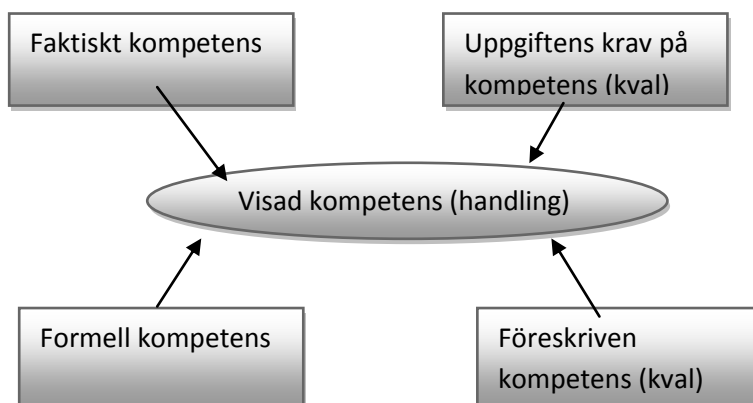 Faktiskt kompetens
Uppgiftens krav på
kompetens (kval)
Visad kompetens (handling)
Formell kompetens
Föreskriven
kompetens (kval)